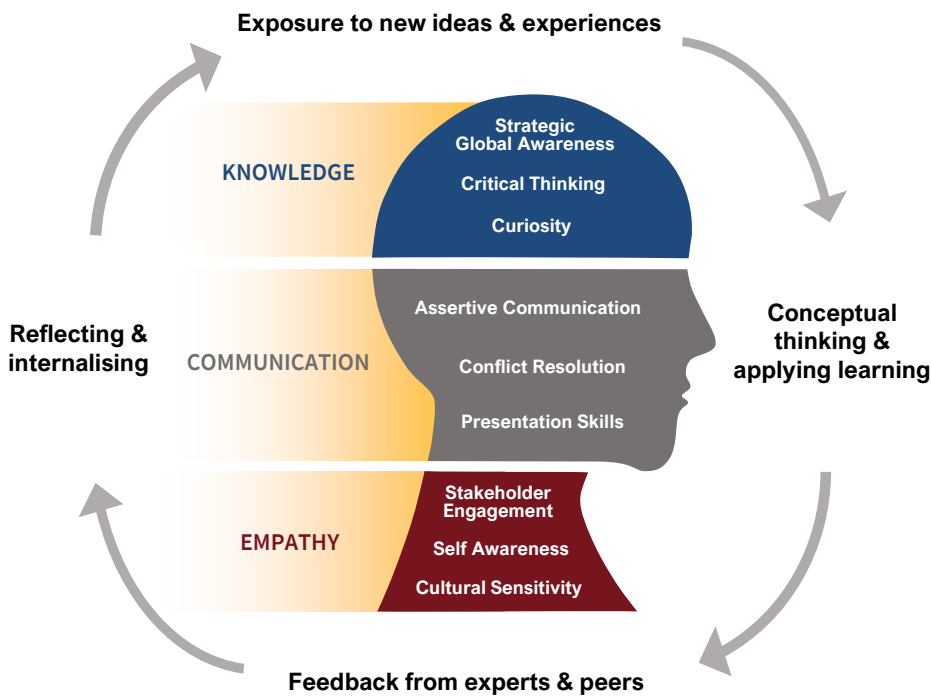 Exposure to new ideas & experiences
KNOWLEDGE
Strategic
Global Awareness
Critical Thinking
Curiosity
Reflecting &
internalising
COMMUNICATION
Assertive Communication
Conflict Resolution
Presentation Skills
Conceptual
thinking &
applying learning
EMPATHY
Stakeholder
Engagement
Self Awareness
Cultural Sensitivity
Feedback from experts & peers